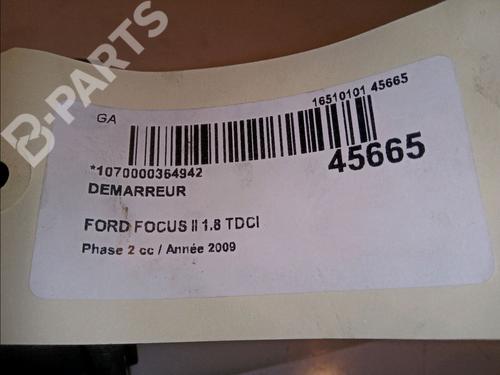 B-PARTS
GA
16510101 45665
*1070000364942
45665
DEMARREUR
FORD FOCUS II 1.8 TDCI
Phase 2 cc / Année 2009